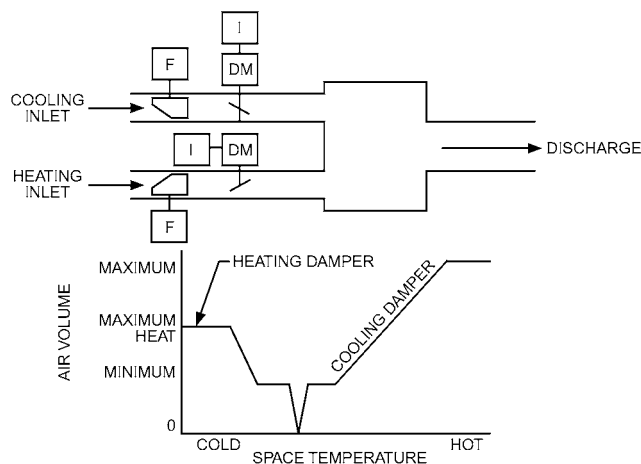 I
F
DM
COOLING
INLET
I
DM
DISCHARGE
HEATING
INLET
F
MAXIMUM
HEATING DAMPER
AIR VOLUME
MAXIMUM
HEAT
COOLING DAMPER
MINIMUM
0
COLD
HOT
SPACE TEMPERATURE